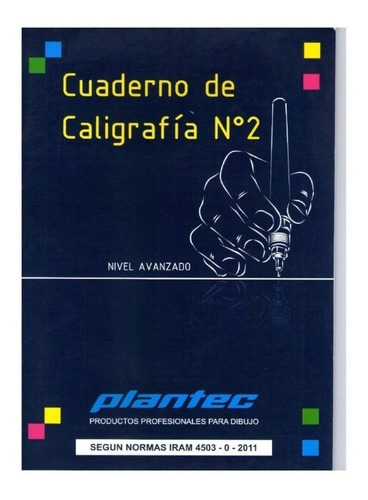 Cuaderno de
Caligrafía N°2
NIVEL AVANZADO
plantec
PRODUCTOS PROFESIONALES PARA DIBUJO
SEGUN NORMAS IRAM 4503 - 0 - 2011